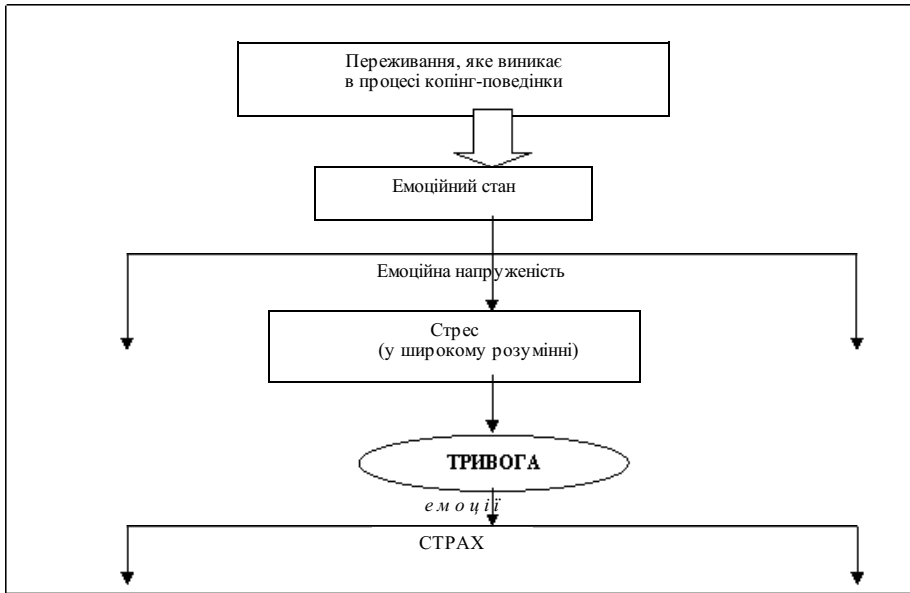 Переживання, яке виникає
в процесі копінг-поведінки
Емоційний стан
Емоційна напруженість
Стрес
(у широкому розумінні)
ТРИВОГА
емоції
СТРАХ